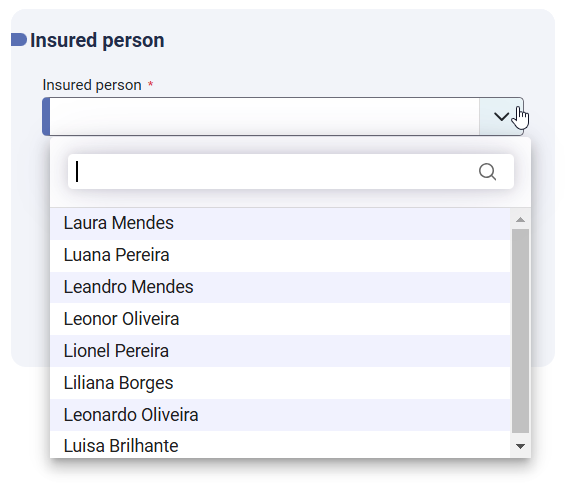 Insured person
Insured person *
Laura Mendes
Luana Pereira
Leandro Mendes
Leonor Oliveira
Lionel Pereira
Liliana Borges
Leonardo Oliveira
Luisa Brilhante